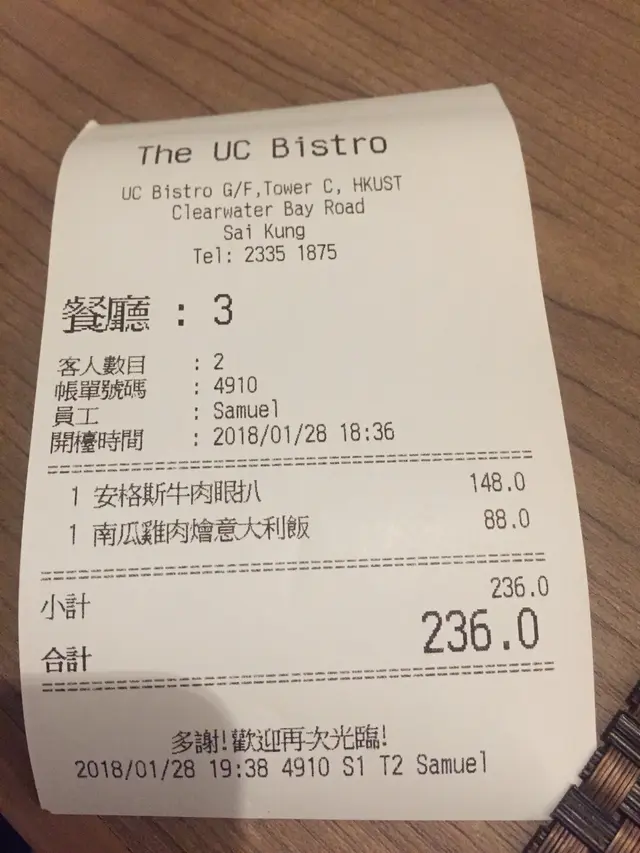 The UC Bistro
UC Bistro G/F,Tower C, HKUST
Clearwater Bay Road
Sai Kung
Tel: 2335 1875
餐廳 : 3
客人數目 : 2
帳單號碼 : 4910
員工 : Samuel
開檯時間 : 2018/01/28 18:36
1 安格斯牛肉眼扒 148.0
1 南瓜雞肉燴意大利飯 88.0
小計 236.0
合計 236.0
多謝!歡迎再次光臨!
2018/01/28 19:38 4910 S1 T2 Samuel